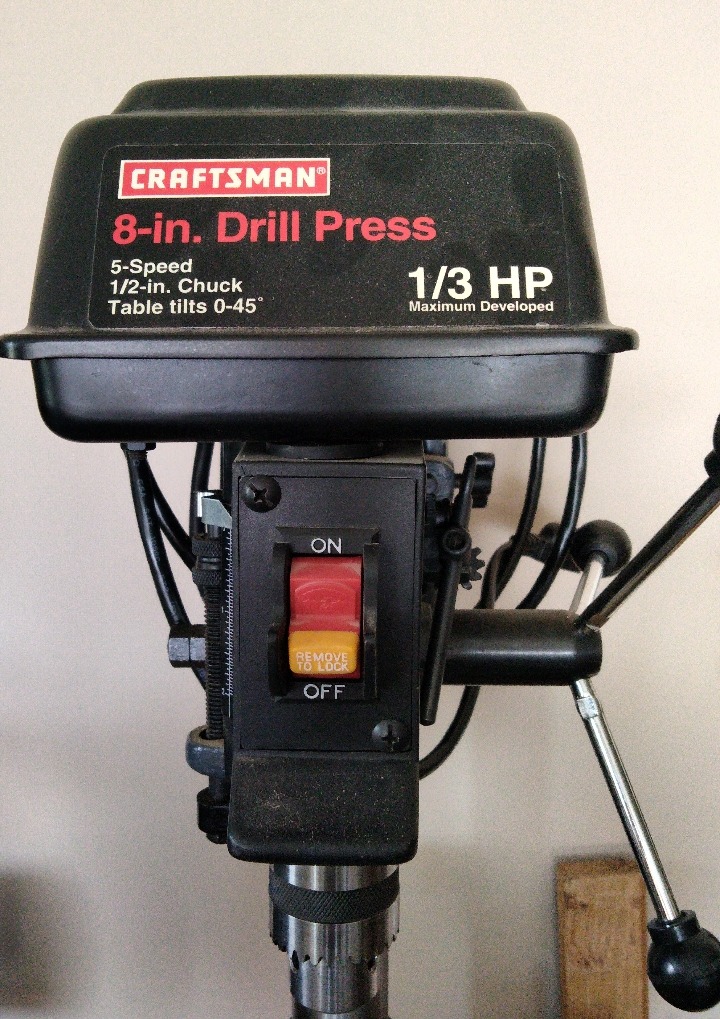 CRAFTSMAN®
8-in. Drill Press
5-Speed
1/2-in. Chuck
Table tilts 0-45°
1/3 HP
Maximum Developed
ON
REMOVE
TO LOCK
OFF